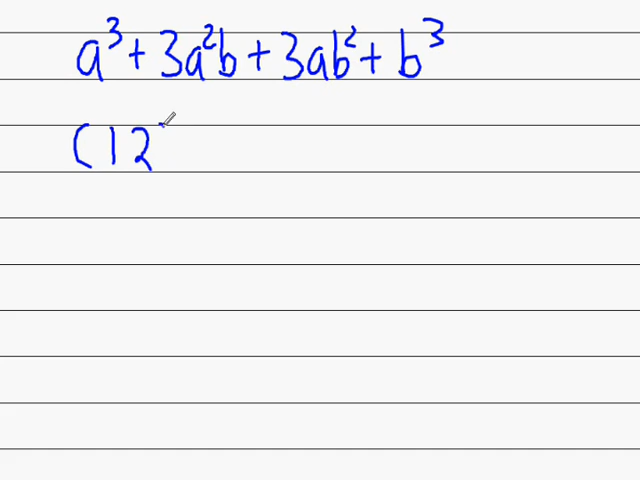 a³ + 3a²b + 3ab² + b³
(12